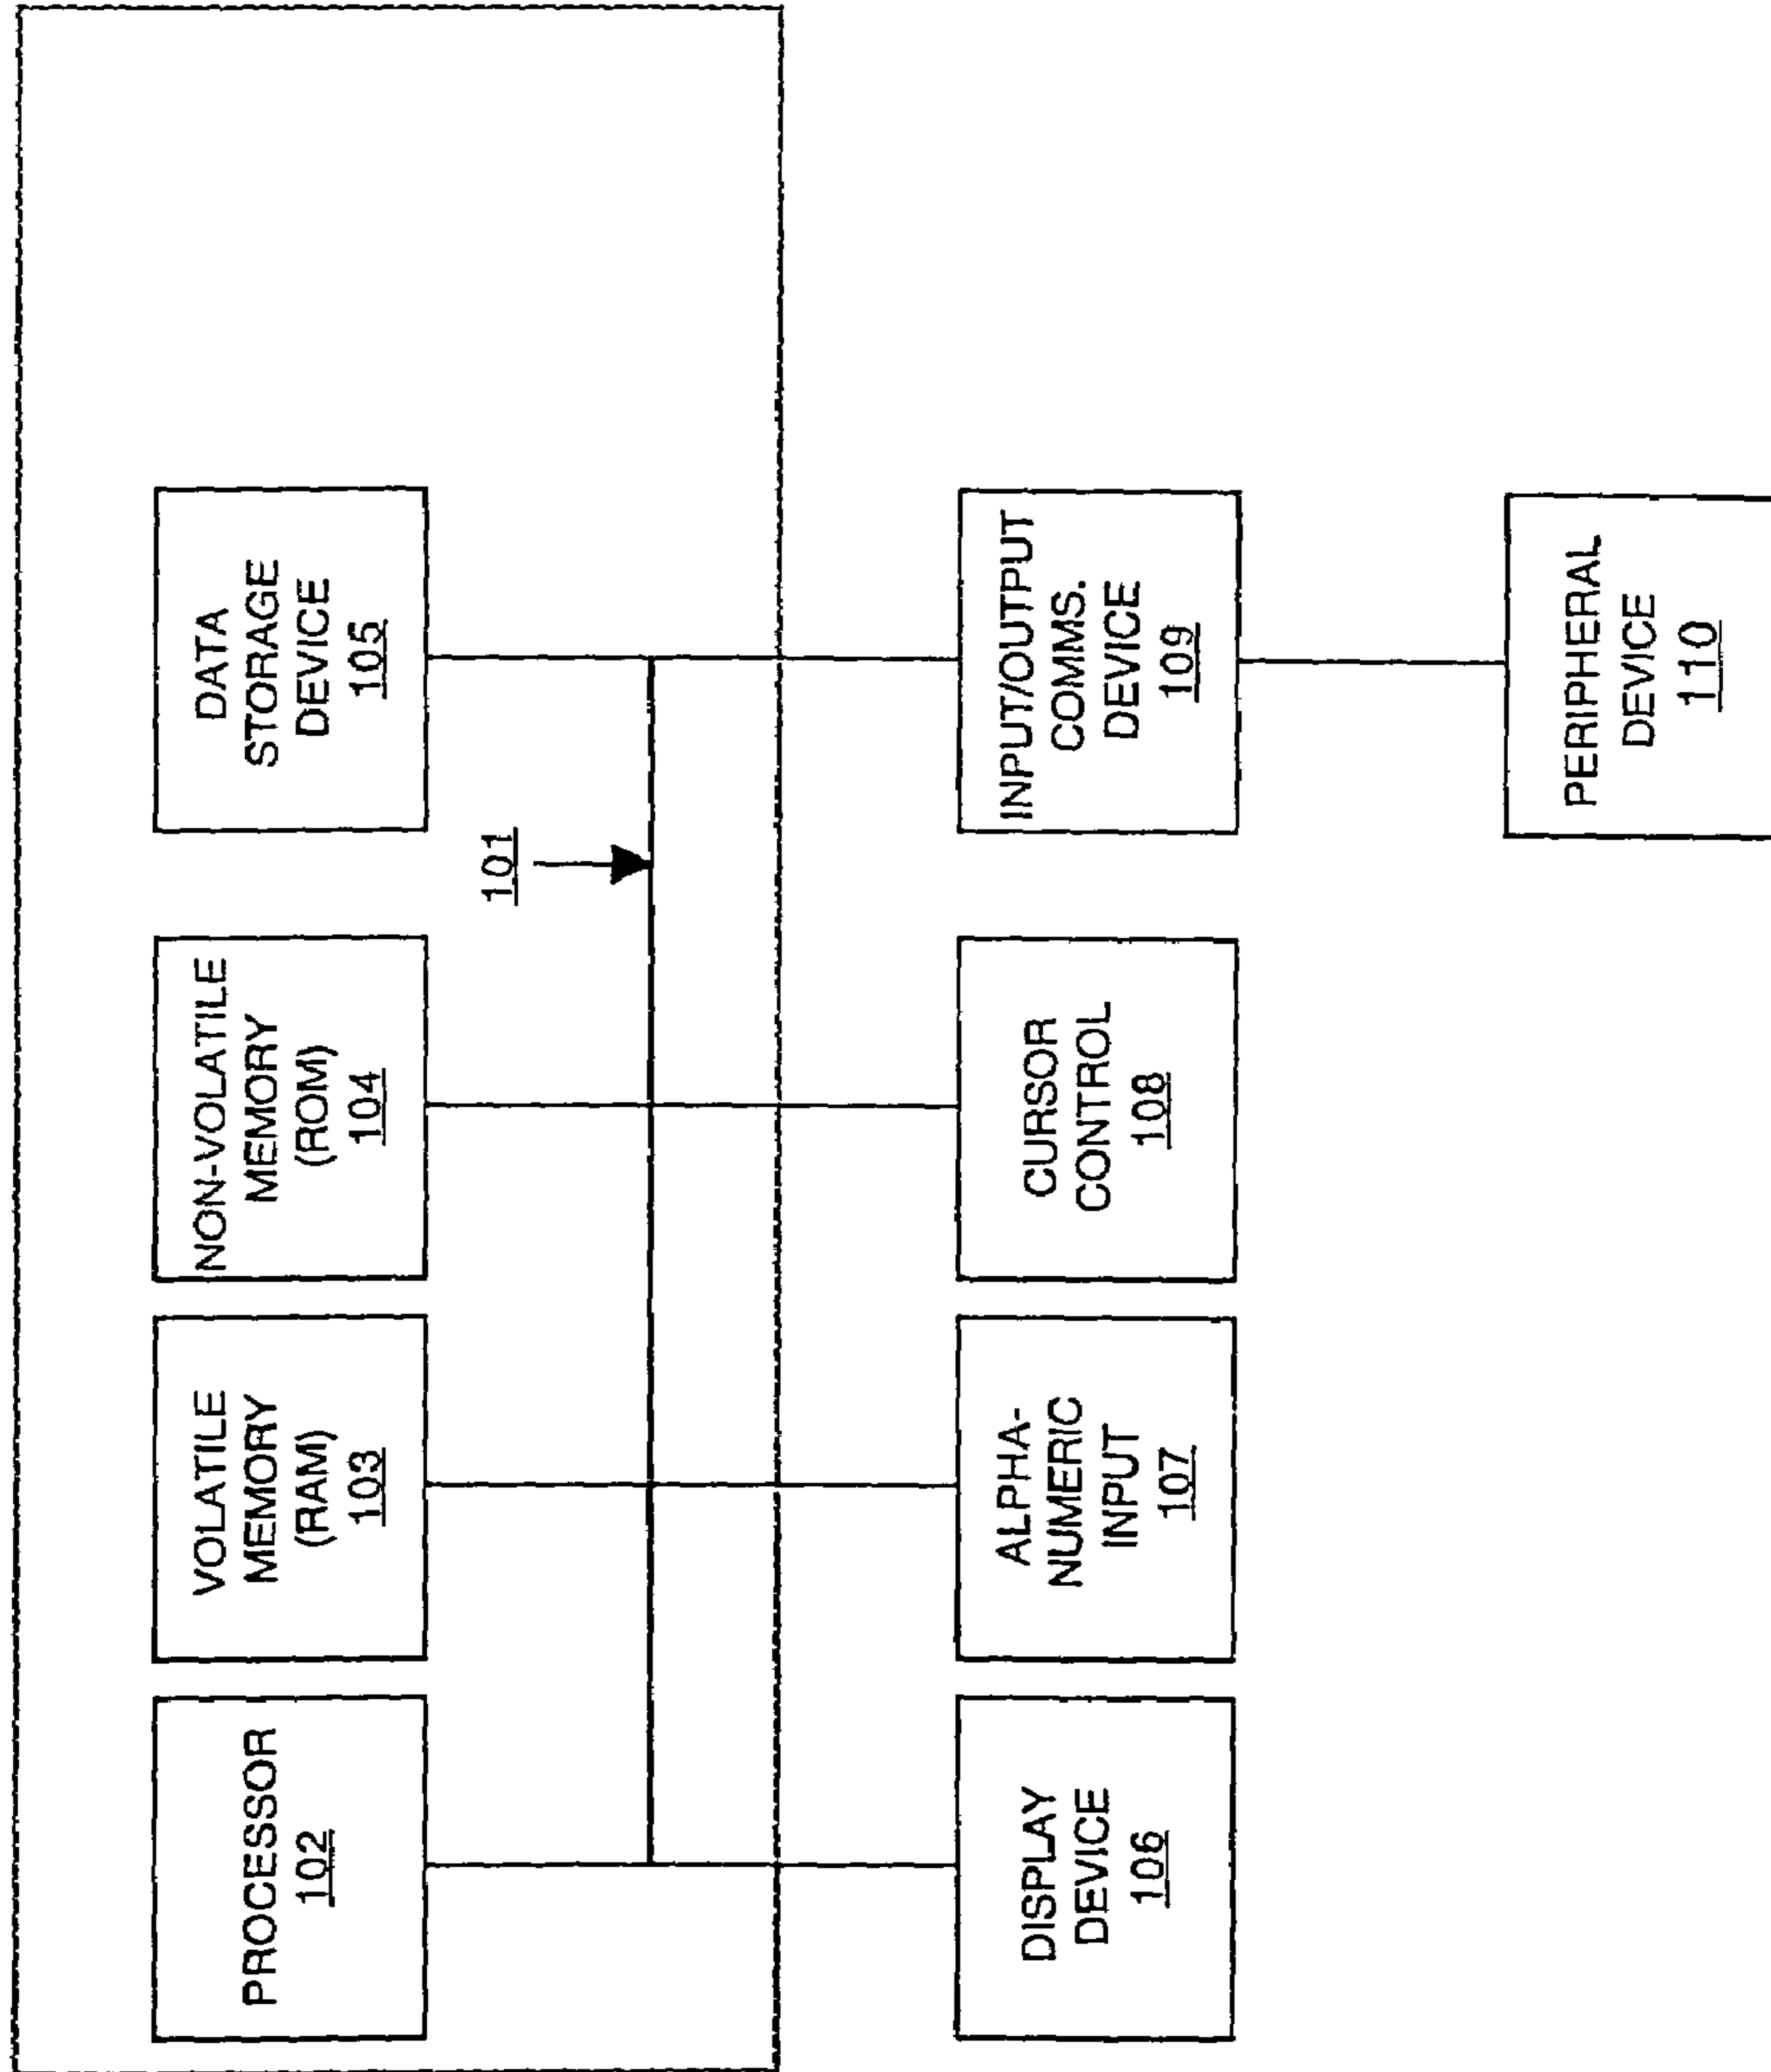 PROCESSOR
102
VOLATILE
MEMORY
(RAM)
103
NON-VOLATILE
MEMORY
(ROM)
104
DATA
STORAGE
DEVICE
105
101
DISPLAY
DEVICE
106
ALPHA-
NUMERIC
INPUT
107
CURSOR
CONTROL
108
INPUT/OUTPUT
COMMS.
DEVICE
109
PERIPHERAL
DEVICE
110